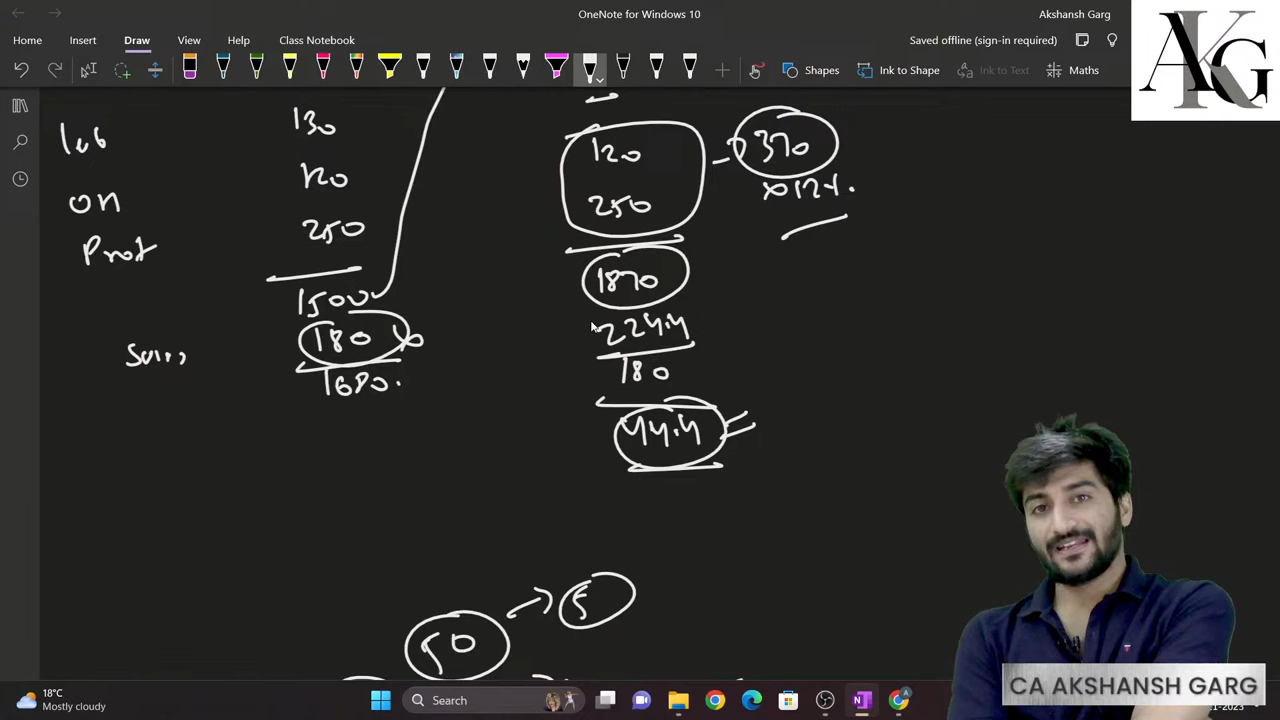 OneNote for Windows 10
Akshansh Garg
Home Insert Draw View Help Class Notebook
Saved offline (sign-in required)
Shapes
Ink to Shape
Ink to Text
Maths
AKG
130
120
on
120
250
250
370
x12%.
1500
1870
180
224.4
1680.
180
44.4
50
5
18°C
Mostly cloudy
Search
CA AKSHANSH GARG